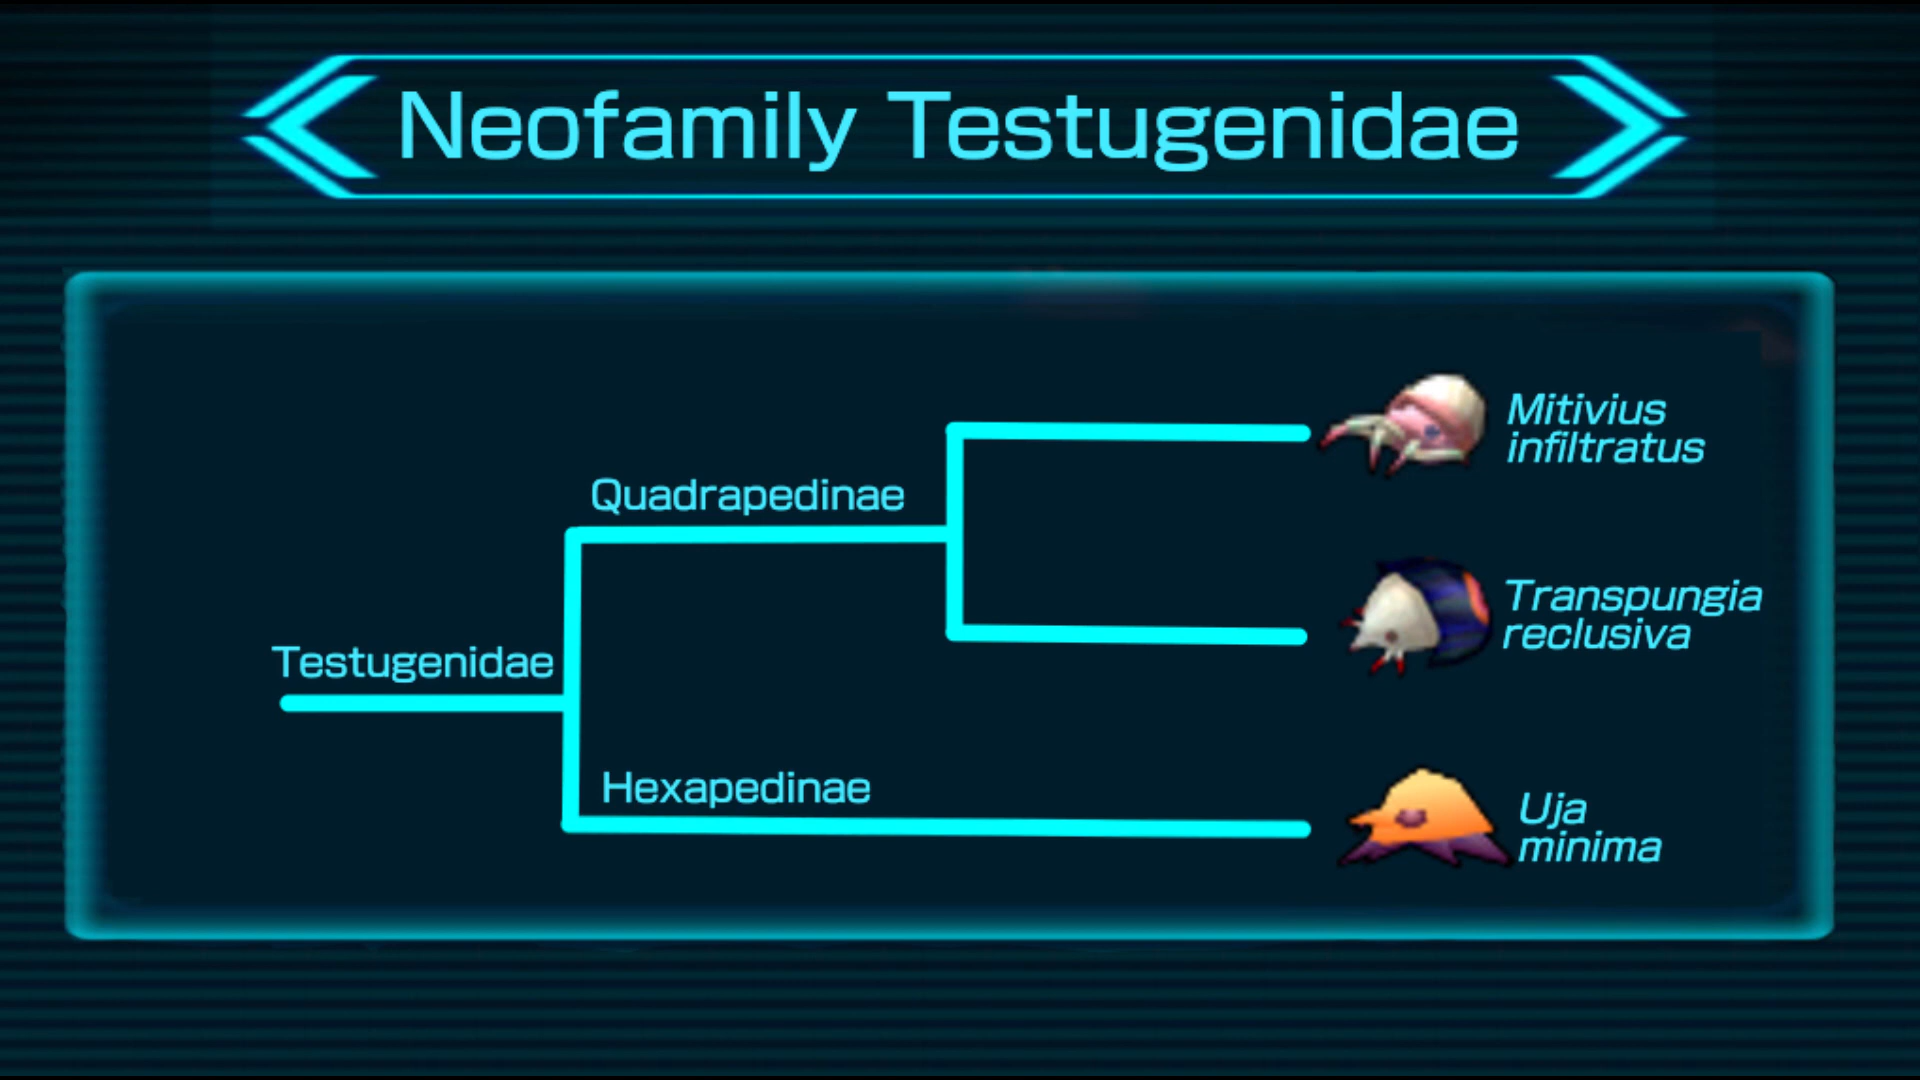 Neofamily Testugenidae
Mitivius
infiltratus
Quadrapedinae
Transpungia
reclusiva
Testugenidae
Hexapedinae
Uja
minima